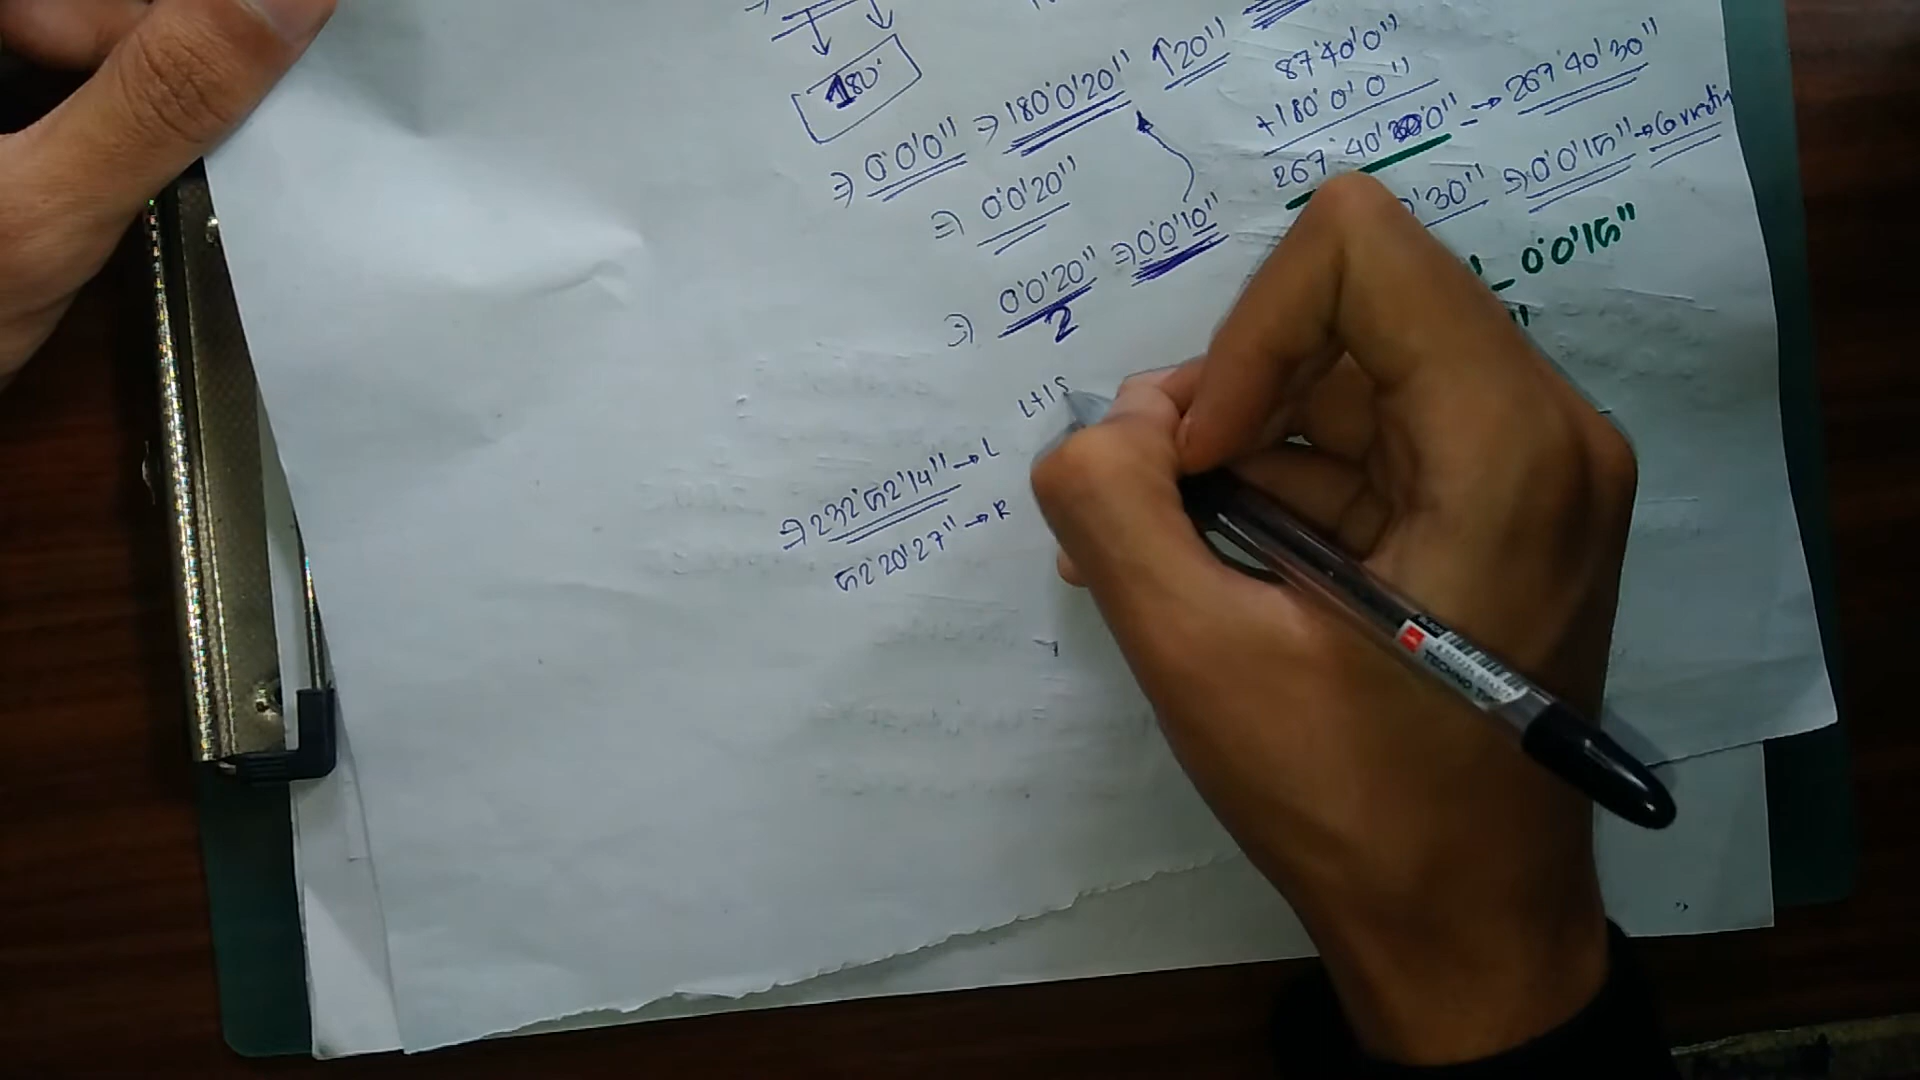 180°
⇒ 0°0'0" ⇒ 180°0'20" ↑20"
⇒ 0°0'20"
⇒ 0°0'20" / 2 ⇒ 0°0'10"
87°40'0"
+180°0'0"
267°40'30" → 267°40'30"
'30" ⇒ 0°0'15" →
0°0'15"
L+1S
⇒ 232°52'14" → L
52°20'27" → R
TECHNO T